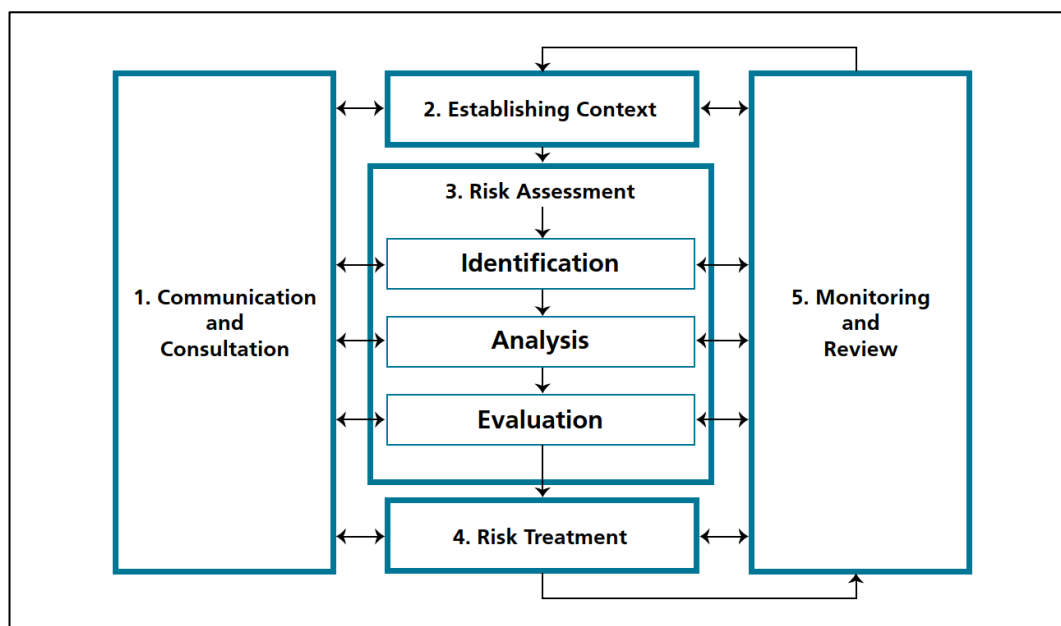 1. Communication
and
Consultation
2. Establishing Context
3. Risk Assessment
Identification
Analysis
Evaluation
4. Risk Treatment
5. Monitoring
and
Review